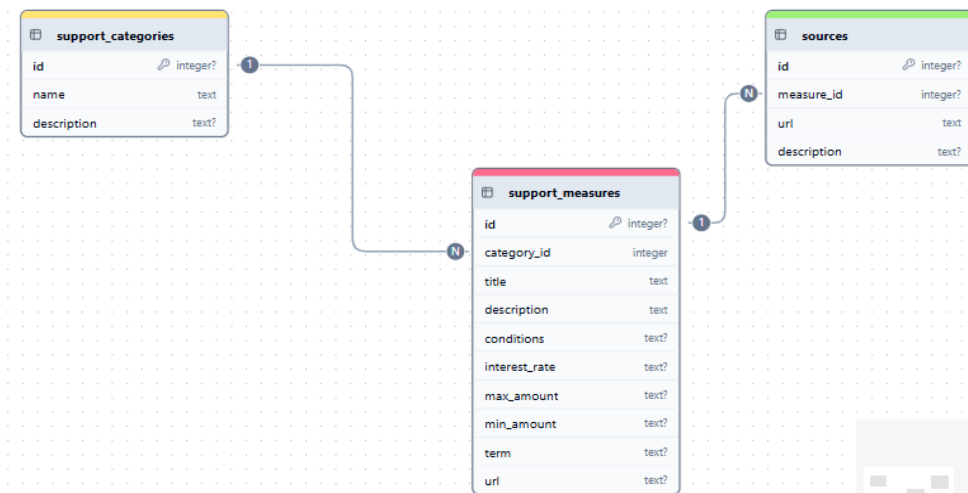 support_categories
id integer?
name text
description text?
1
N
support_measures
id integer?
category_id integer
title text
description text
conditions text?
interest_rate text?
max_amount text?
min_amount text?
term text?
url text?
1
N
sources
id integer?
measure_id integer?
url text
description text?